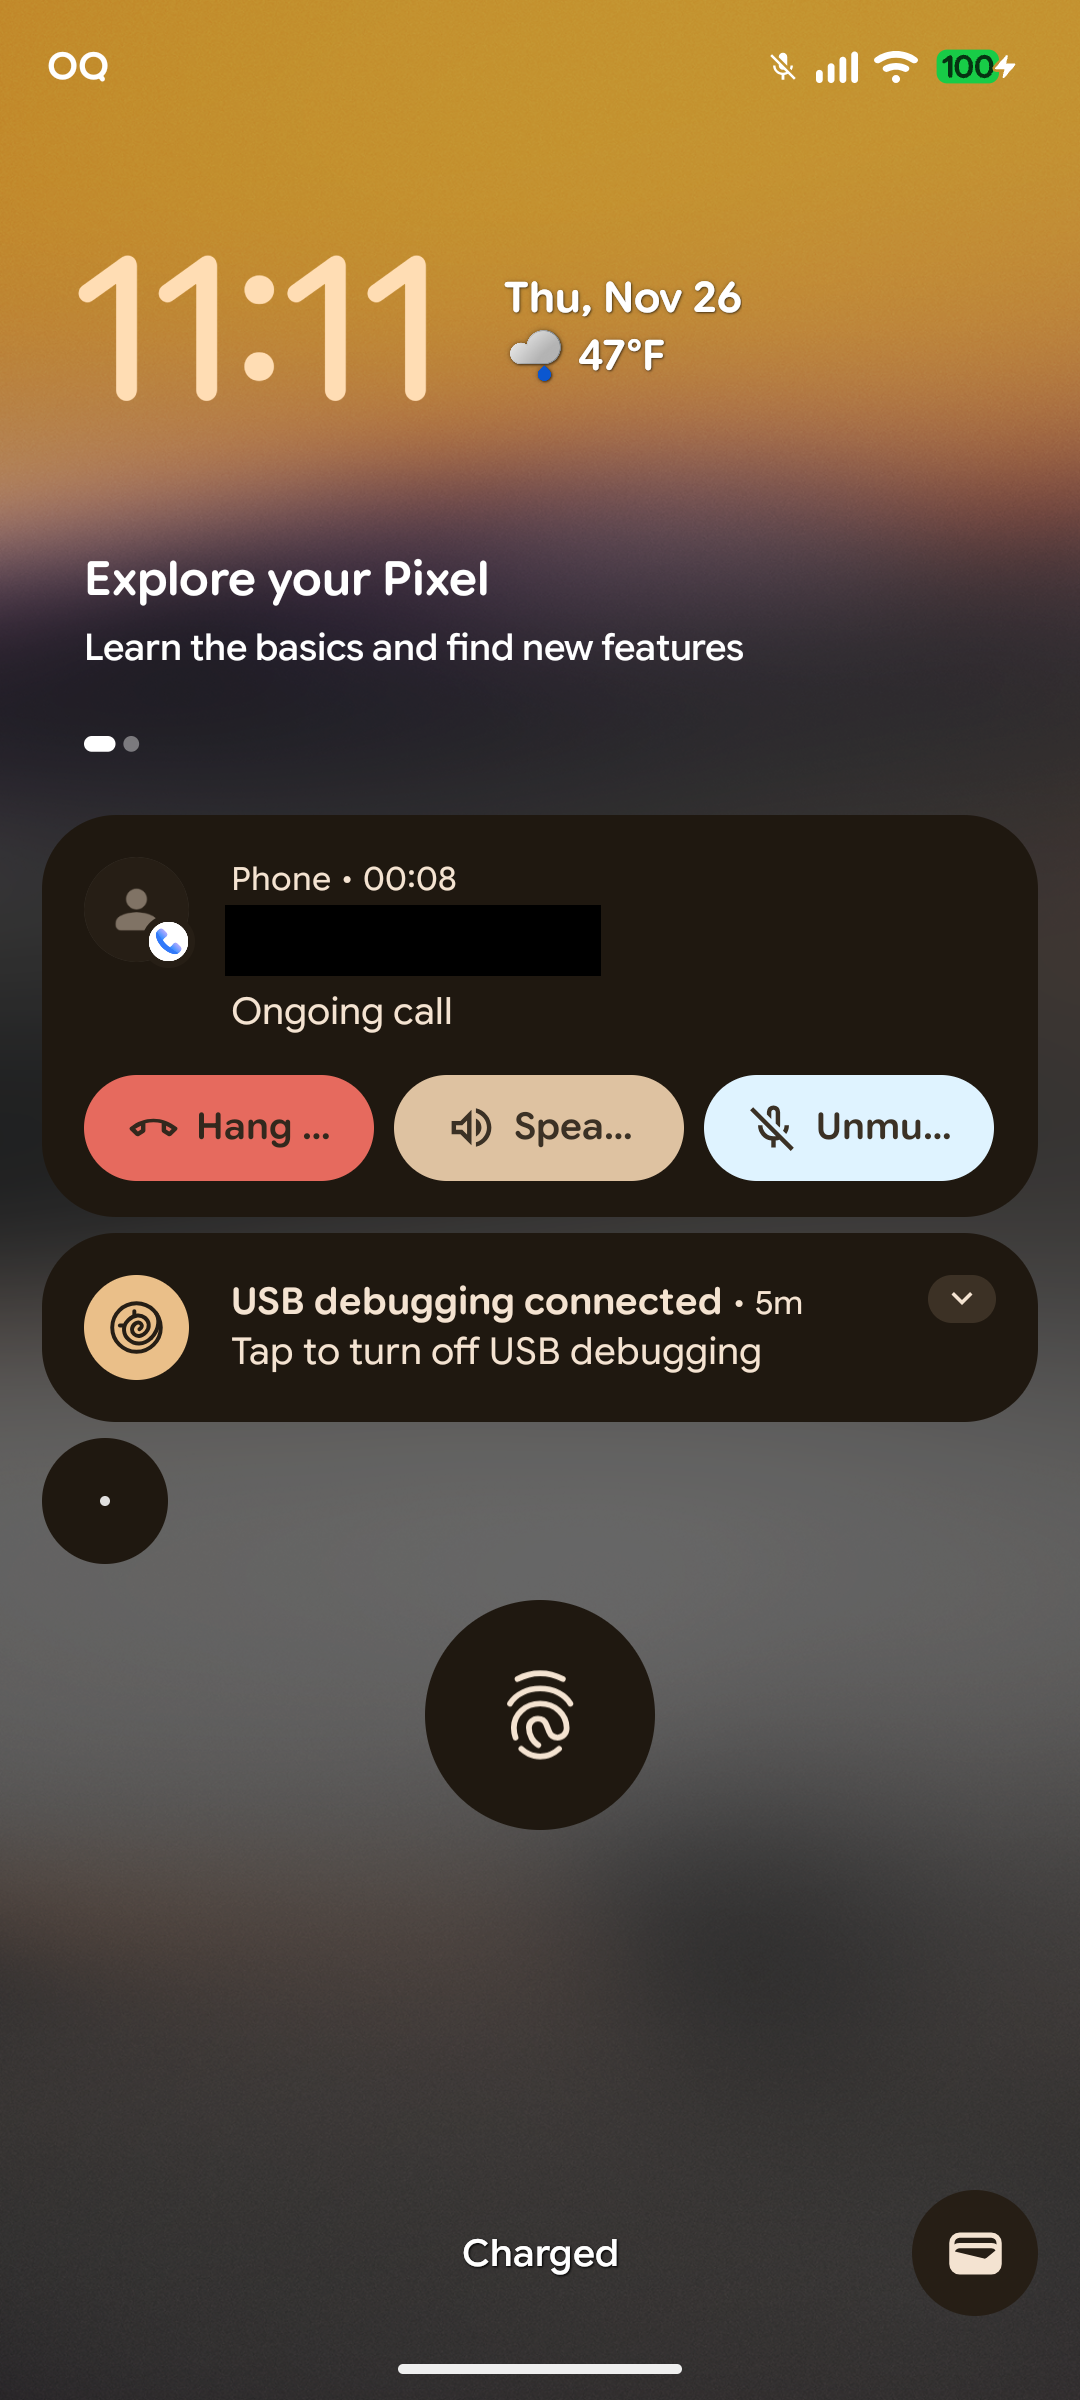 OQ
100
11:11
Thu, Nov 26
47°F
Explore your Pixel
Learn the basics and find new features
Phone • 00:08
Ongoing call
Hang ...
Spea...
Unmu...
USB debugging connected • 5m
Tap to turn off USB debugging
Charged